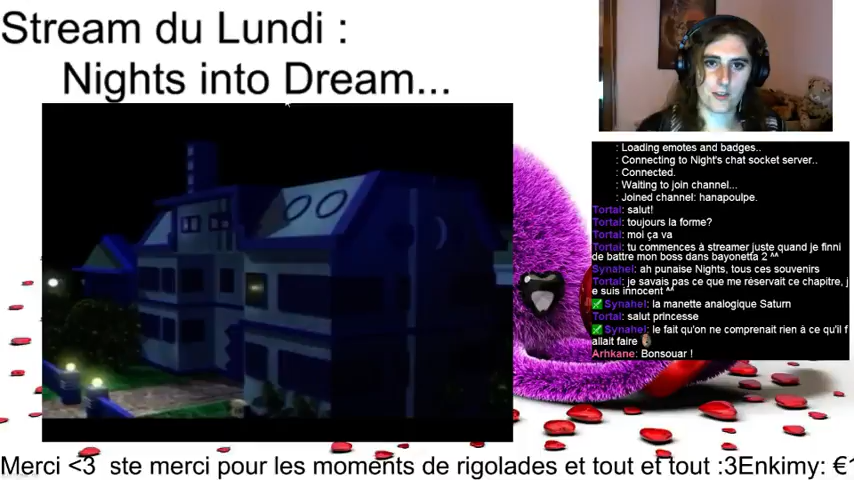 Stream du Lundi :
Nights into Dream...
: Loading emotes and badges..
: Connecting to Night's chat socket server..
: Connected.
: Waiting to join channel...
: Joined channel: hanapoulpe.
Tortal: salut!
Tortal: toujours la forme?
Tortal: moi ça va
Tortal: tu commences à streamer juste quand je fini
de battre mon boss dans bayonetta 2 ^^
Synahel: ah punaise Nights, tous ces souvenirs
Tortal: je savais pas ce que me réservait ce chapitre, j
e suis innocent ^^
Synahel: la manette analogique Saturn
Tortal: salut princesse
Synahel: le fait qu'on ne comprenait rien à ce qu'il f
allait faire
Arhkane: Bonsouar !
Merci <3 ste merci pour les moments de rigolades et tout et tout :3Enkimy: €